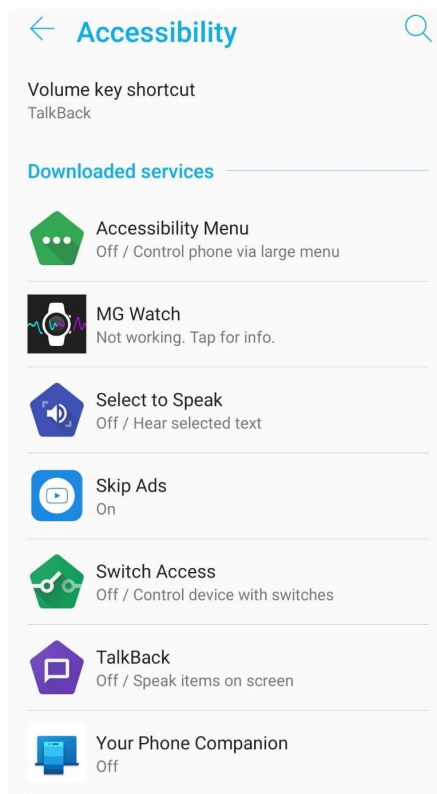 Accessibility
Volume key shortcut
TalkBack
Downloaded services
Accessibility Menu
Off / Control phone via large menu
MG Watch
Not working. Tap for info.
Select to Speak
Off / Hear selected text
Skip Ads
On
Switch Access
Off / Control device with switches
TalkBack
Off / Speak items on screen
Your Phone Companion
Off